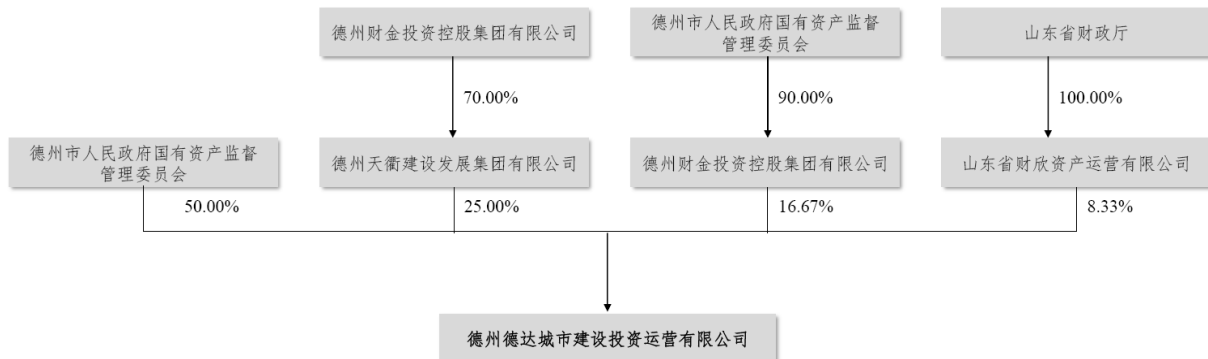 德州财金投资控股集团有限公司
德州市人民政府国有资产监督
管理委员会
山东省财政厅
70.00%
90.00%
100.00%
德州市人民政府国有资产监督
管理委员会
德州天衢建设发展集团有限公司
德州财金投资控股集团有限公司
山东省财欣资产运营有限公司
50.00%
25.00%
16.67%
8.33%
德州德达城市建设投资运营有限公司